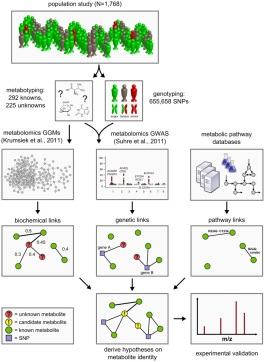 population study (N=1,768)
metabotyping:
292 knowns,
225 unknowns
genotyping:
655,658 SNPs
? ?
metabolomics GGMs
(Krumsiek et al., 2011)
metabolomics GWAS
(Suhre et al., 2011)
metabolic pathway
databases
biochemical links
genetic links
pathway links
0.5
0.45
0.3
0.4
0.4
gene A
gene B
? = unknown metabolite
! = candidate metabolite
= known metabolite
= SNP
derive hypotheses on
metabolite identity
m/z
experimental validation